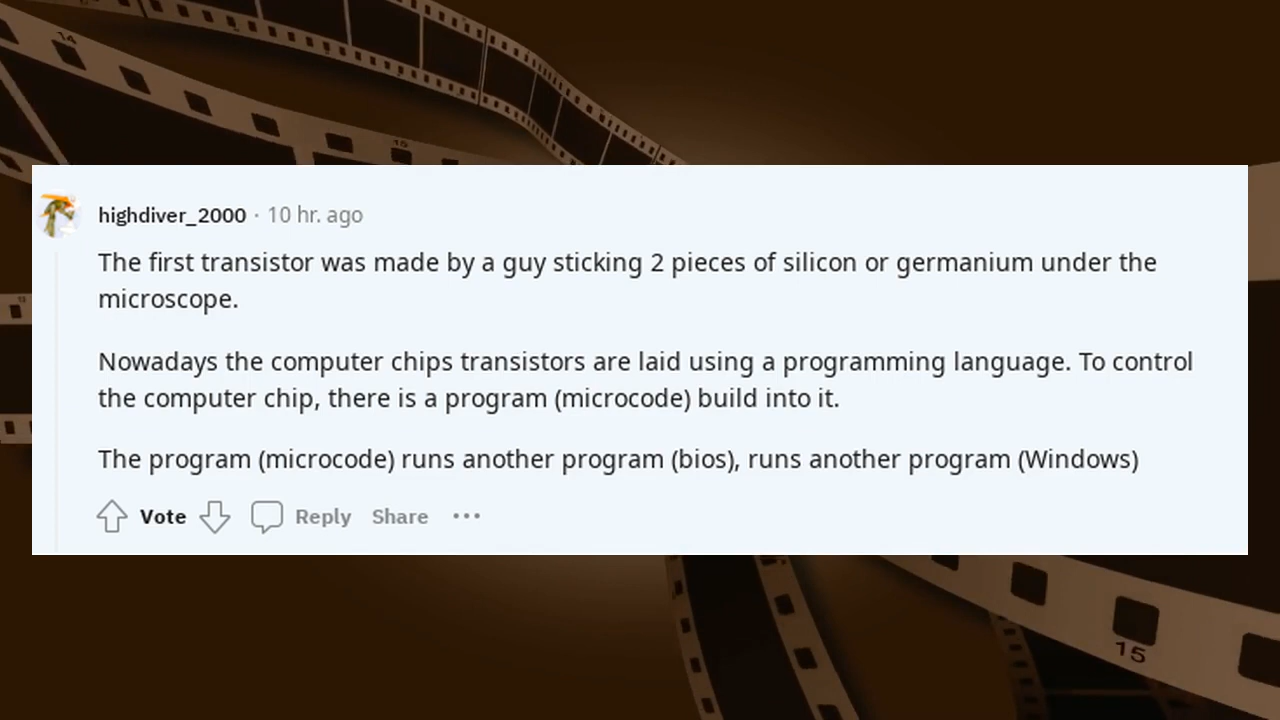 14
15
highdiver_2000 · 10 hr. ago
The first transistor was made by a guy sticking 2 pieces of silicon or germanium under the
microscope.
Nowadays the computer chips transistors are laid using a programming language. To control
the computer chip, there is a program (microcode) build into it.
The program (microcode) runs another program (bios), runs another program (Windows)
Vote Reply Share ···
15